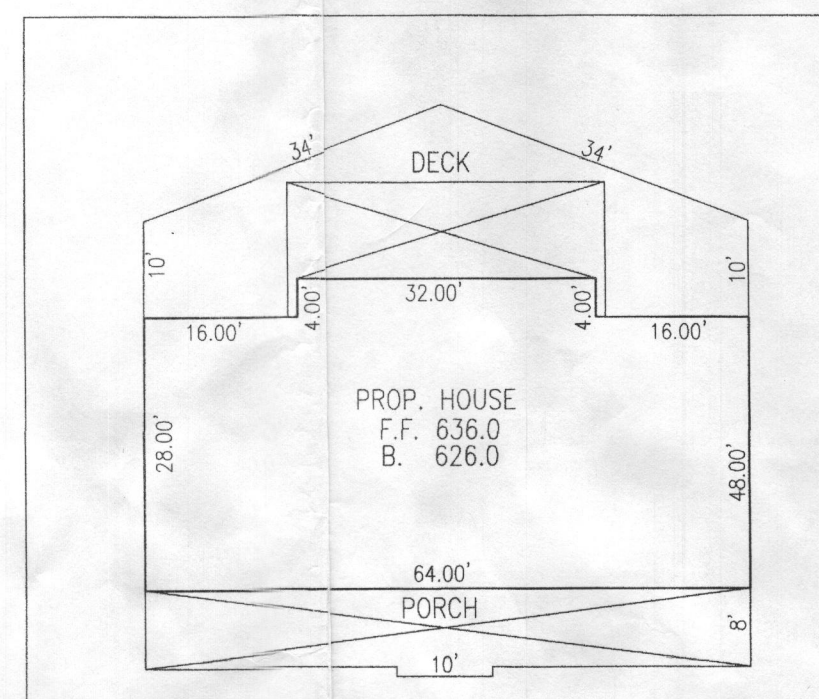 34'
34'
DECK
10'
10'
32.00'
4.00'
4.00'
16.00'
16.00'
PROP. HOUSE
F.F. 636.0
B. 626.0
28.00'
48.00'
64.00'
PORCH
8'
10'